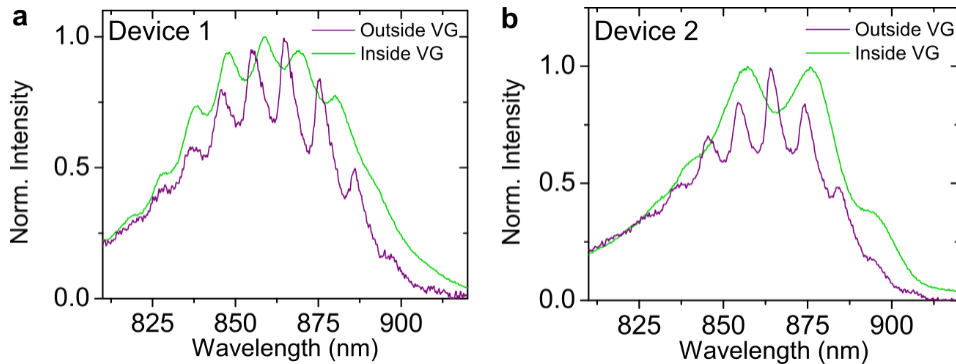 a
Device 1
Outside VG
Inside VG
1.0
0.5
0.0
Norm. Intensity
825 850 875 900
Wavelength (nm)
b
Device 2
Outside VG
Inside VG
1.0
0.5
0.0
Norm. Intensity
825 850 875 900
Wavelength (nm)